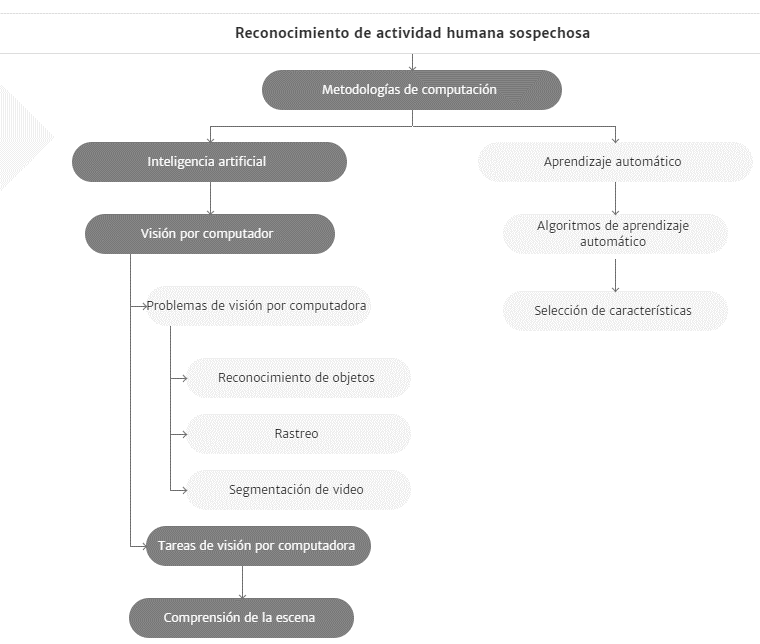 Reconocimiento de actividad humana sospechosa
Metodologías de computación
Inteligencia artificial
Aprendizaje automático
Visión por computador
Algoritmos de aprendizaje
automático
Problemas de visión por computadora
Selección de características
Reconocimiento de objetos
Rastreo
Segmentación de video
Tareas de visión por computadora
Comprensión de la escena